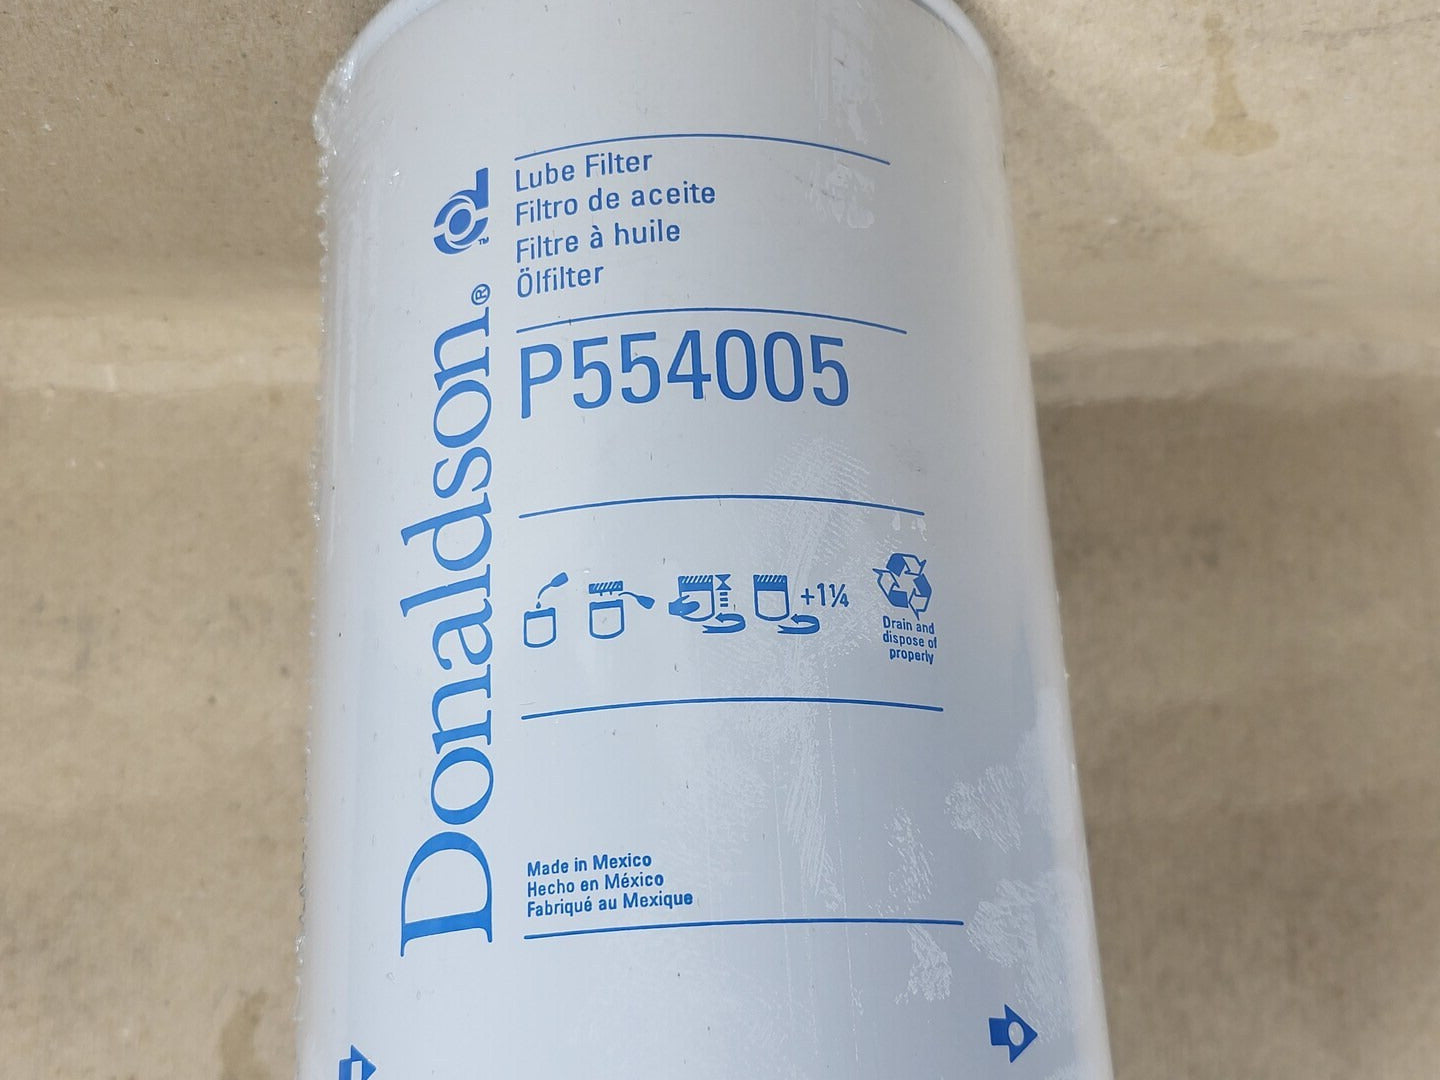 Donaldson®
TM
Lube Filter
Filtro de aceite
Filtre à huile
Ölfilter
P554005
+1¼
Drain and
dispose of
properly
Made in Mexico
Hecho en México
Fabriqué au Mexique